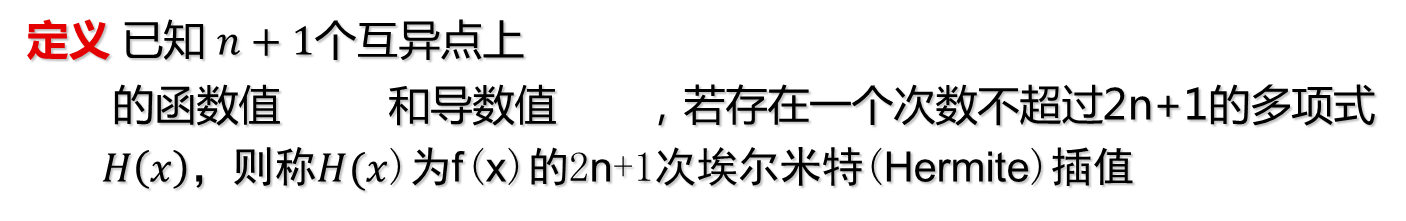 定义 已知 n + 1个互异点上
的函数值 和导数值 ，若存在一个次数不超过2n+1的多项式
H(x)，则称H(x)为f(x)的2n+1次埃尔米特(Hermite)插值